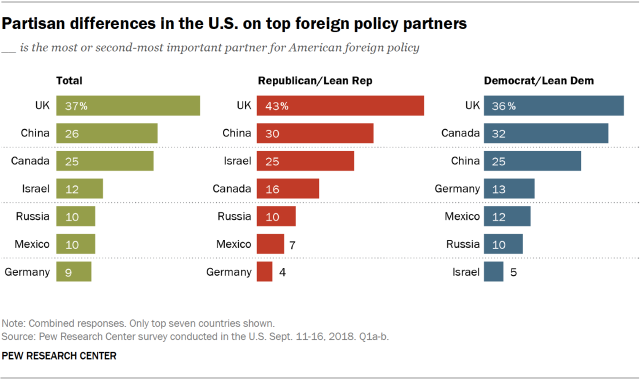 Partisan differences in the U.S. on top foreign policy partners
__ is the most or second-most important partner for American foreign policy
Total
UK 37%
China 26
Canada 25
Israel 12
Russia 10
Mexico 10
Germany 9
Republican/Lean Rep
UK 43%
China 30
Israel 25
Canada 16
Russia 10
Mexico 7
Germany 4
Democrat/Lean Dem
UK 36%
Canada 32
China 25
Germany 13
Mexico 12
Russia 10
Israel 5
Note: Combined responses. Only top seven countries shown.
Source: Pew Research Center survey conducted in the U.S. Sept. 11-16, 2018. Q1a-b.
PEW RESEARCH CENTER